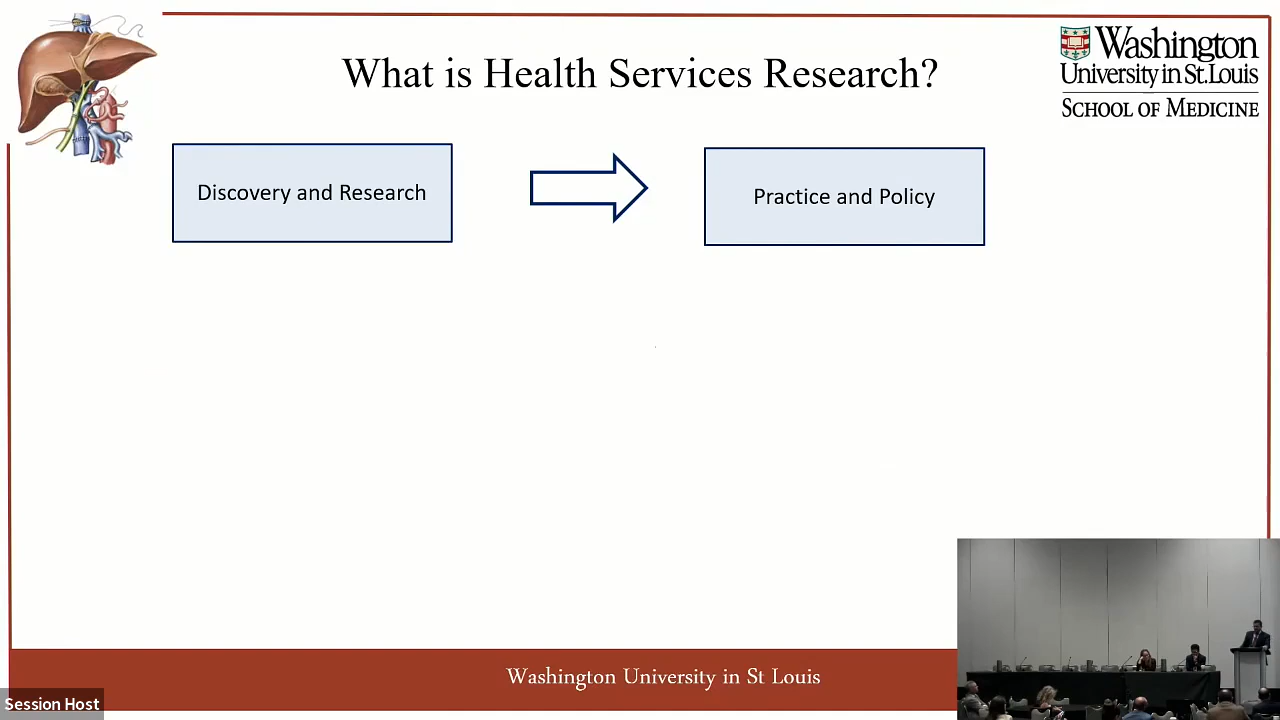 What is Health Services Research?
Washington
University in St. Louis
SCHOOL OF MEDICINE
Discovery and Research
Practice and Policy
Washington University in St Louis
Session Host